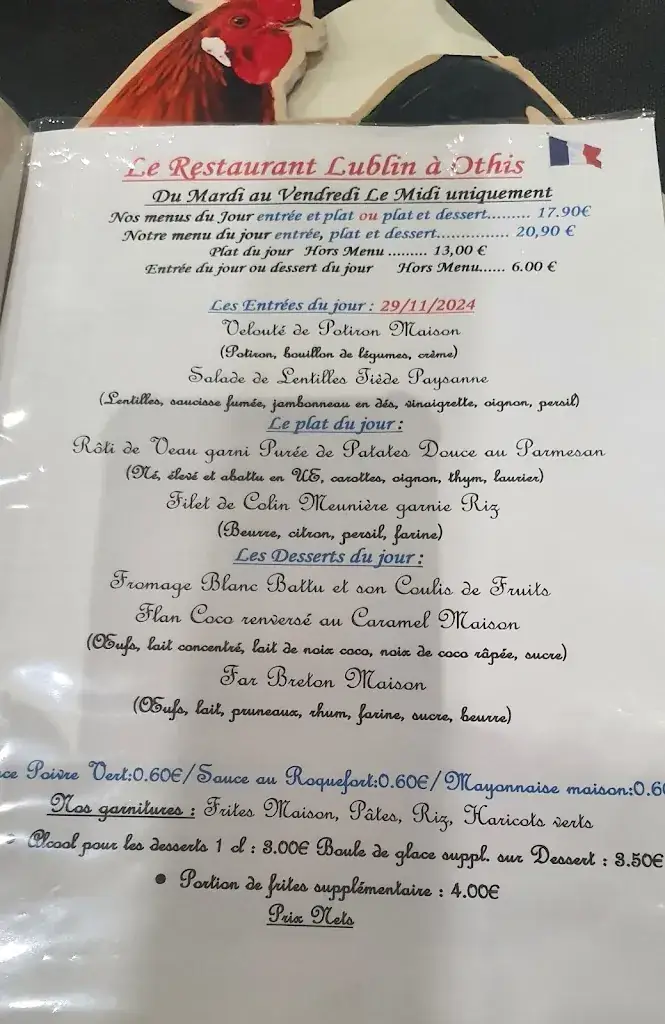 Le Restaurant Lublin à Othis
Du Mardi au Vendredi Le Midi uniquement
Nos menus du Jour entrée et plat ou plat et dessert......... 17.90€
Notre menu du jour entrée, plat et dessert............... 20,90 €
Plat du jour Hors Menu ......... 13,00 €
Entrée du jour ou dessert du jour Hors Menu...... 6.00 €
Les Entrées du jour : 29/11/2024
Velouté de Potiron Maison
(Potiron, bouillon de légumes, crème)
Salade de Lentilles Tiède Paysanne
(Lentilles, saucisse fumée, jambonneau en dés, vinaigrette, oignon, persil)
Le plat du jour :
Rôti de Veau garni Purée de Patates Douce au Parmesan
(Né, élevé et abattu en UE, carottes, oignon, thym, laurier)
Filet de Colin Meunière garnie Riz
(Beurre, citron, persil, farine)
Les Desserts du jour :
Fromage Blanc Battu et son Coulis de Fruits
Flan Coco renversé au Caramel Maison
(Œufs, lait concentré, lait de noix coco, noix de coco râpée, sucre)
Far Breton Maison
(Œufs, lait, pruneaux, rhum, farine, sucre, beurre)
ce Poivre Vert:0.60€/Sauce au Roquefort:0.60€/Mayonnaise maison:0.6
Nos garnitures : Frites Maison, Pâtes, Riz, Haricots verts
Alcool pour les desserts 1 cl : 3.00€ Boule de glace suppl. sur Dessert : 3.50€
• Portion de frites supplémentaire : 4.00€
Prix Nets